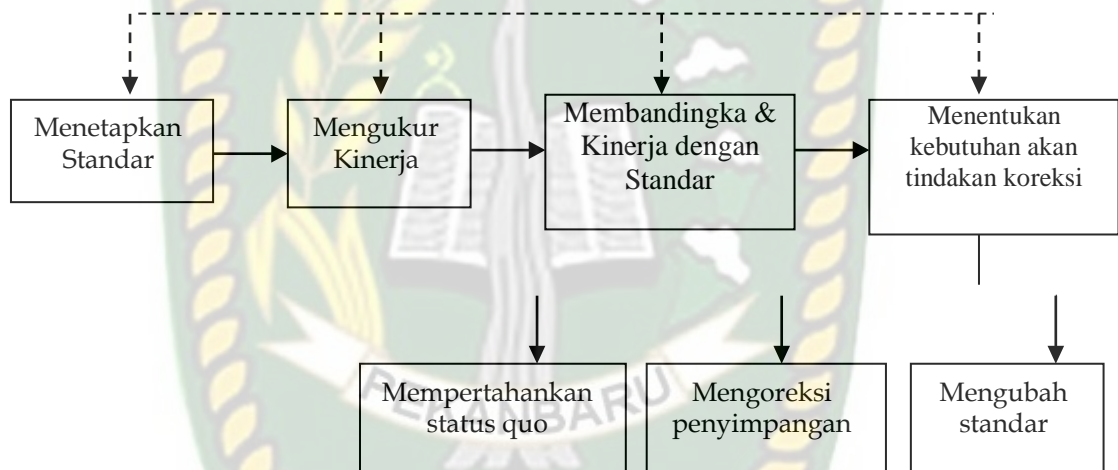 Menetapkan
Standar
Mengukur
Kinerja
Membandingka &
Kinerja dengan
Standar
Menentukan
kebutuhan akan
tindakan koreksi
PEKANBARU
Mempertahankan
status quo
Mengoreksi
penyimpangan
Mengubah
standar